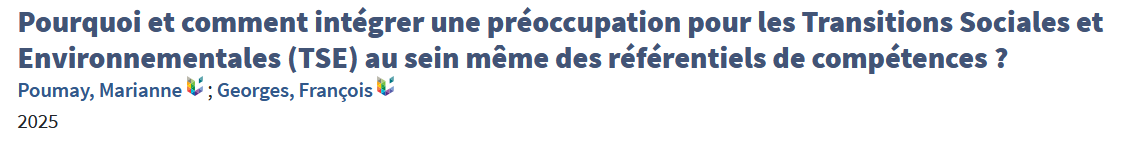 Pourquoi et comment intégrer une préoccupation pour les Transitions Sociales et
Environnementales (TSE) au sein même des référentiels de compétences ?
Poumay, Marianne ; Georges, François
2025